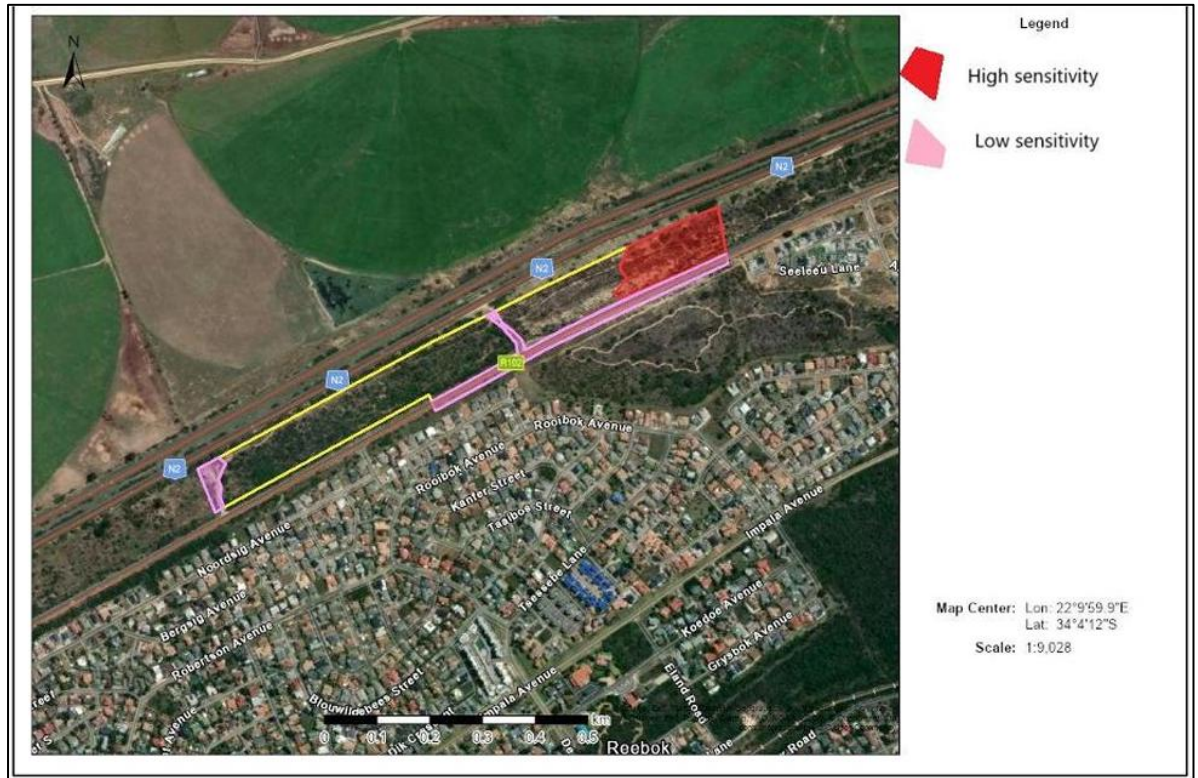 Legend
N
High sensitivity
Low sensitivity
N2
N2
Seeleeu Lane
A
R102
N2
Rooibok Avenue
Rooibok Avenue
N2
Kanfer Street
Taaibos Street
Impala Avenue
Noordsig Avenue
Tsessebe Lane
Bergsig Avenue
Koedoe Avenue
Map Center: Lon: 22°9'59.9"E
Lat: 34°4'12"S
Robertson Avenue
Grysbok Avenue
Scale: 1:9,028
Blouwildebees Street
Eland Road
Impala Avenue
km
0 0.1 0.2 0.3 0.4 0.5
Reebok